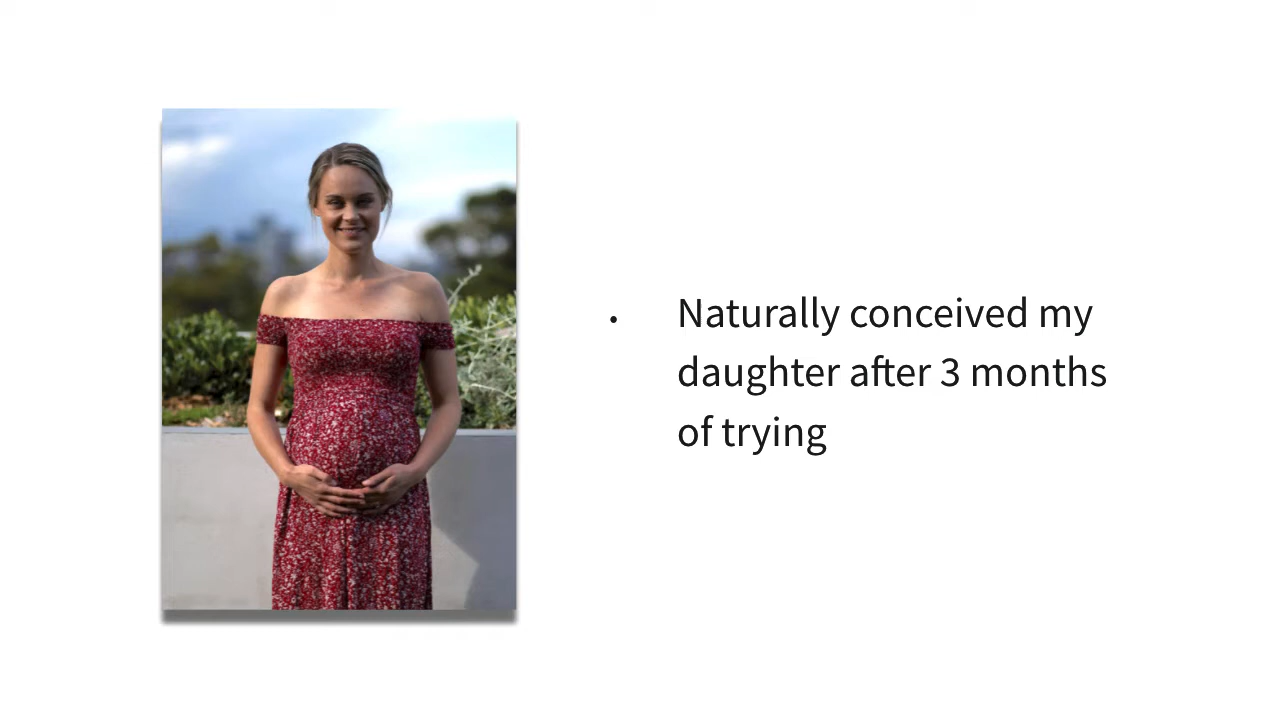 • Naturally conceived my
daughter after 3 months
of trying